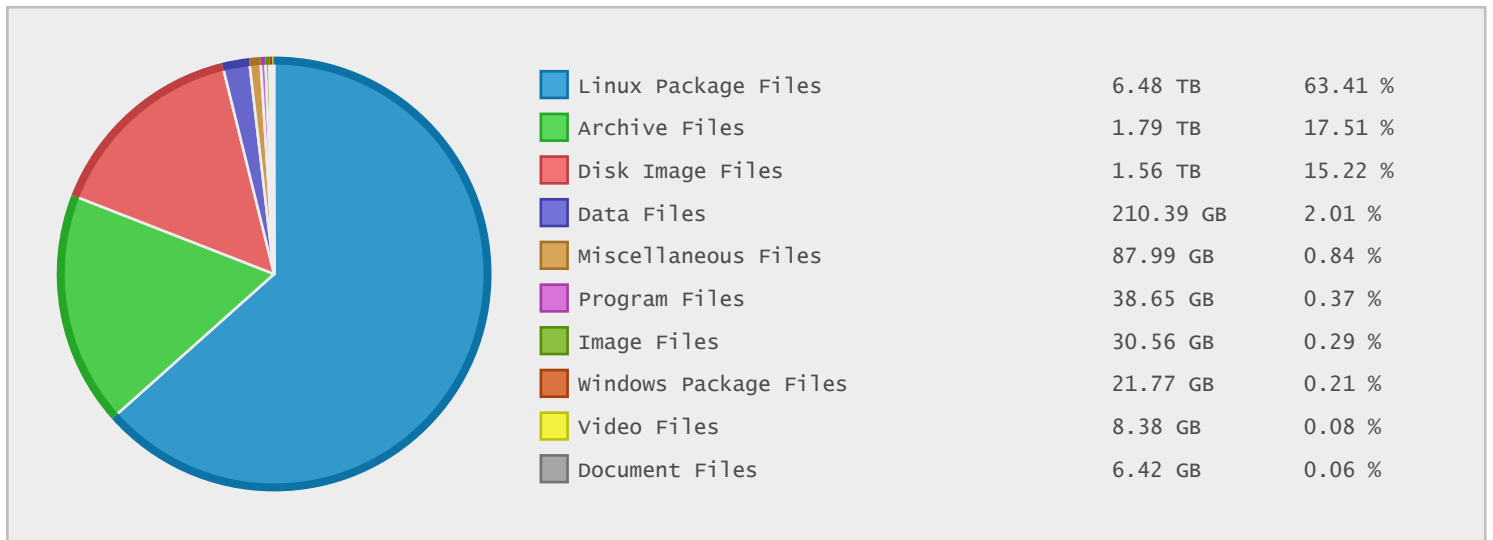 Linux Package Files 6.48 TB 63.41 %
Archive Files 1.79 TB 17.51 %
Disk Image Files 1.56 TB 15.22 %
Data Files 210.39 GB 2.01 %
Miscellaneous Files 87.99 GB 0.84 %
Program Files 38.65 GB 0.37 %
Image Files 30.56 GB 0.29 %
Windows Package Files 21.77 GB 0.21 %
Video Files 8.38 GB 0.08 %
Document Files 6.42 GB 0.06 %